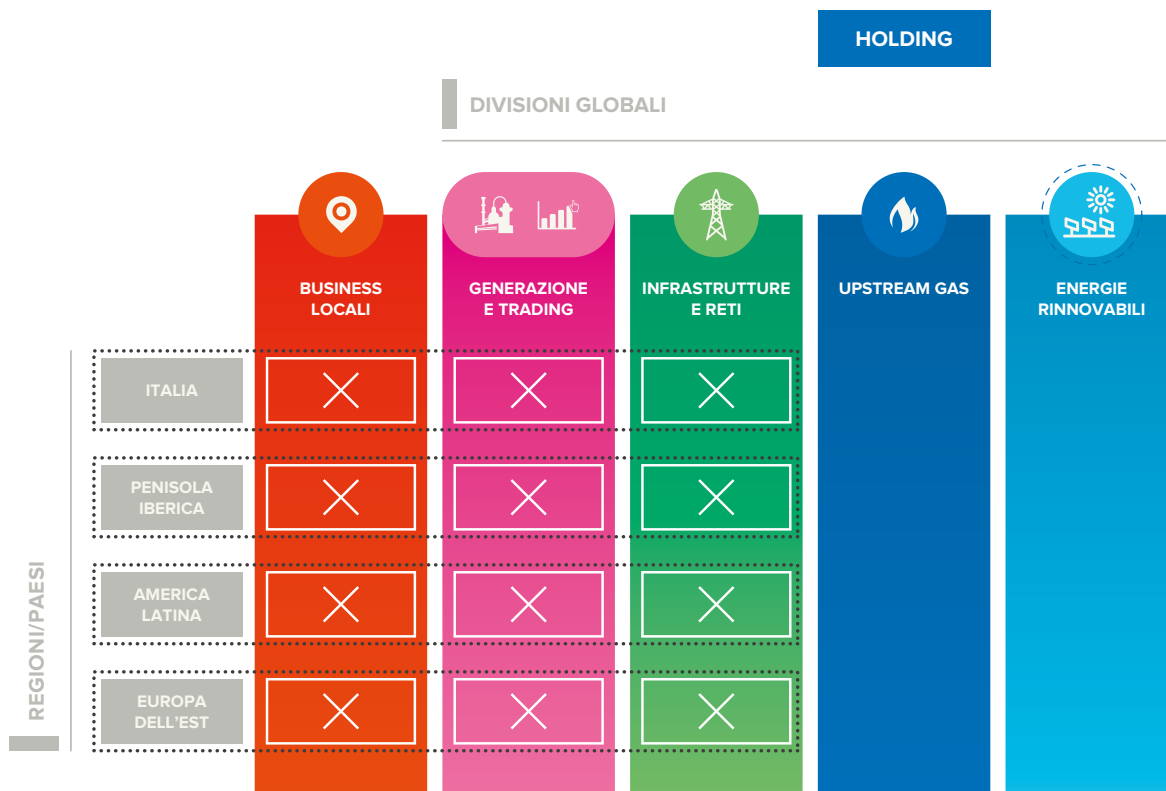 HOLDING
DIVISIONI GLOBALI
BUSINESS
LOCALI
GENERAZIONE
E TRADING
INFRASTRUTTURE
E RETI
UPSTREAM GAS
ENERGIE
RINNOVABILI
REGIONI/PAESI
ITALIA
PENISOLA
IBERICA
AMERICA
LATINA
EUROPA
DELL’EST